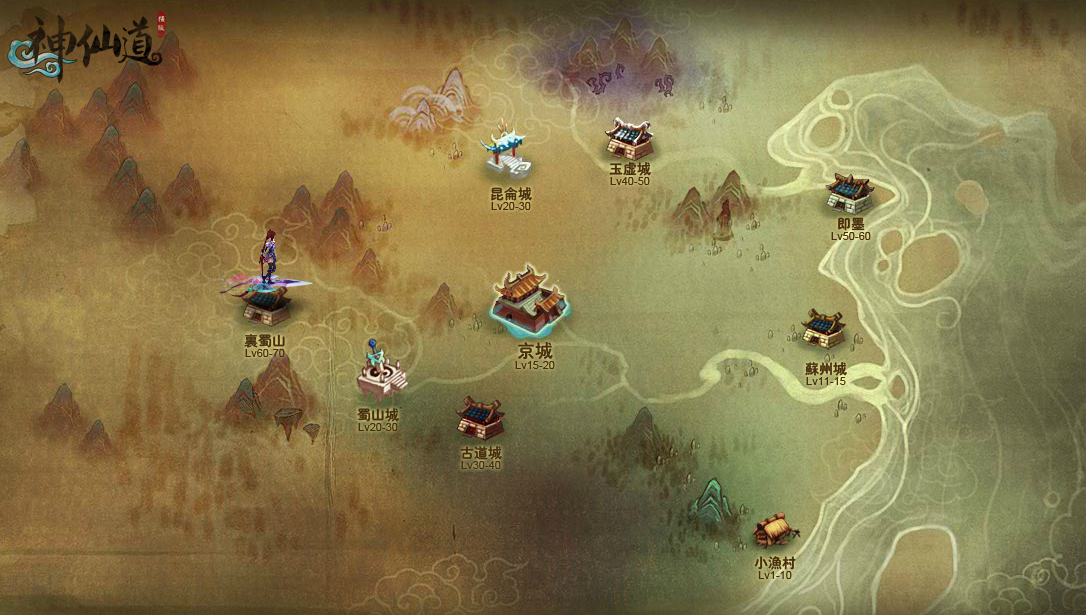 神仙道
橫版
玉虛城
Lv40-50
昆侖城
Lv20-30
即墨
Lv50-60
裏蜀山
Lv60-70
京城
Lv15-20
蘇州城
Lv11-15
蜀山城
Lv20-30
古道城
Lv30-40
小漁村
Lv1-10